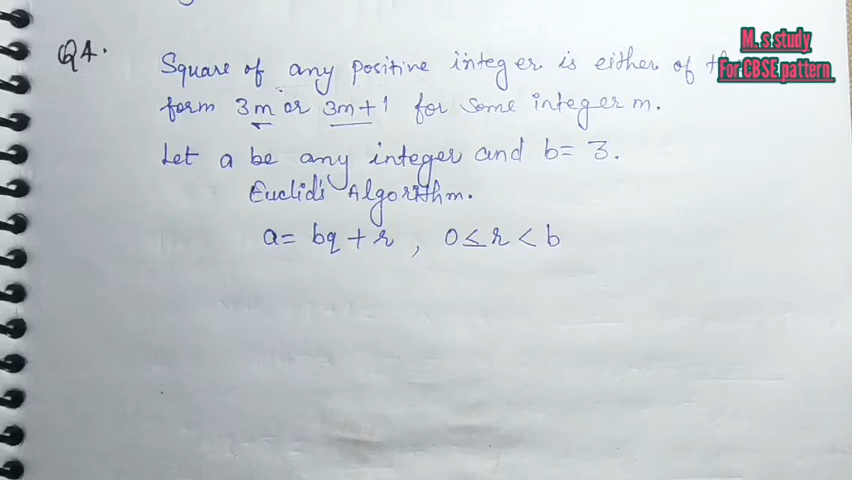 Q4.
Square of any positive integer is either of
form 3m or 3m+1 for some integer m.
Let a be any integer and b= 3.
Euclid's Algorithm.
a= bq + r , 0 ≤ r < b
M. s study
For CBSE pattern